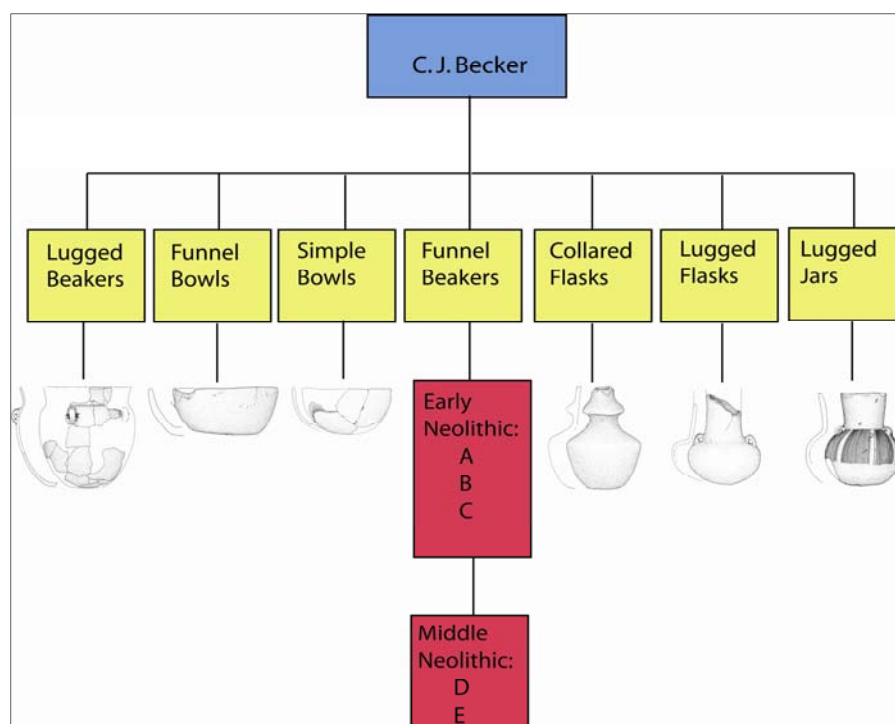 C. J. Becker
Lugged
Beakers
Funnel
Bowls
Simple
Bowls
Funnel
Beakers
Collared
Flasks
Lugged
Flasks
Lugged
Jars
Early
Neolithic:
A
B
C
Middle
Neolithic:
D
E